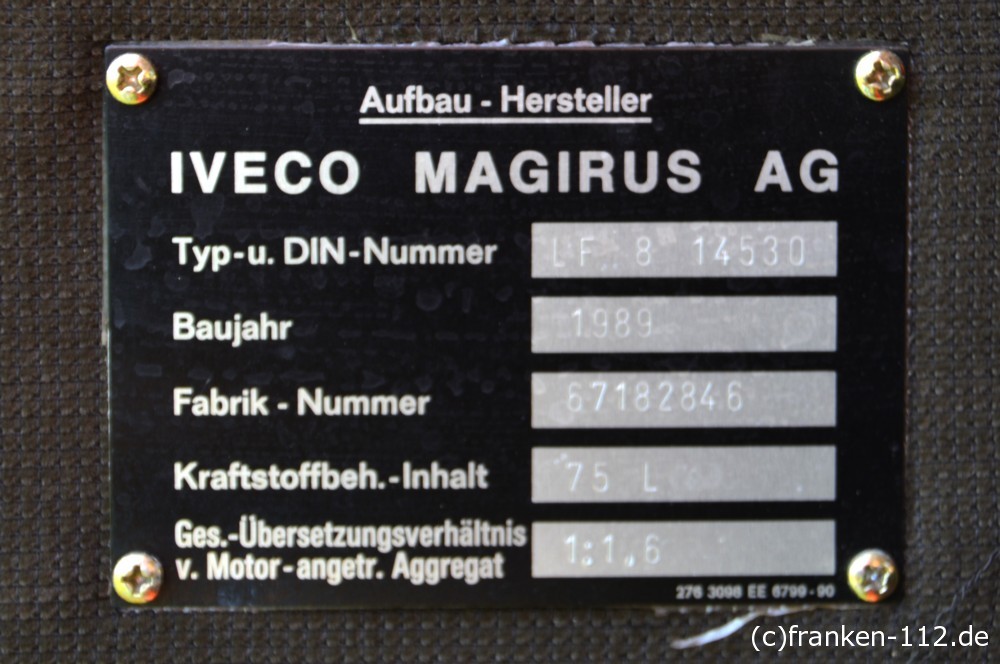 Aufbau - Hersteller
IVECO MAGIRUS AG
Typ-u. DIN-Nummer LF 8 14530
Baujahr 1989
Fabrik - Nummer 67182846
Kraftstoffbeh.-Inhalt 75 L
Ges.-Übersetzungsverhältnis
v. Motor-angetr. Aggregat 1:1,6
276 3098 EE 6799-90
(c)franken-112.de